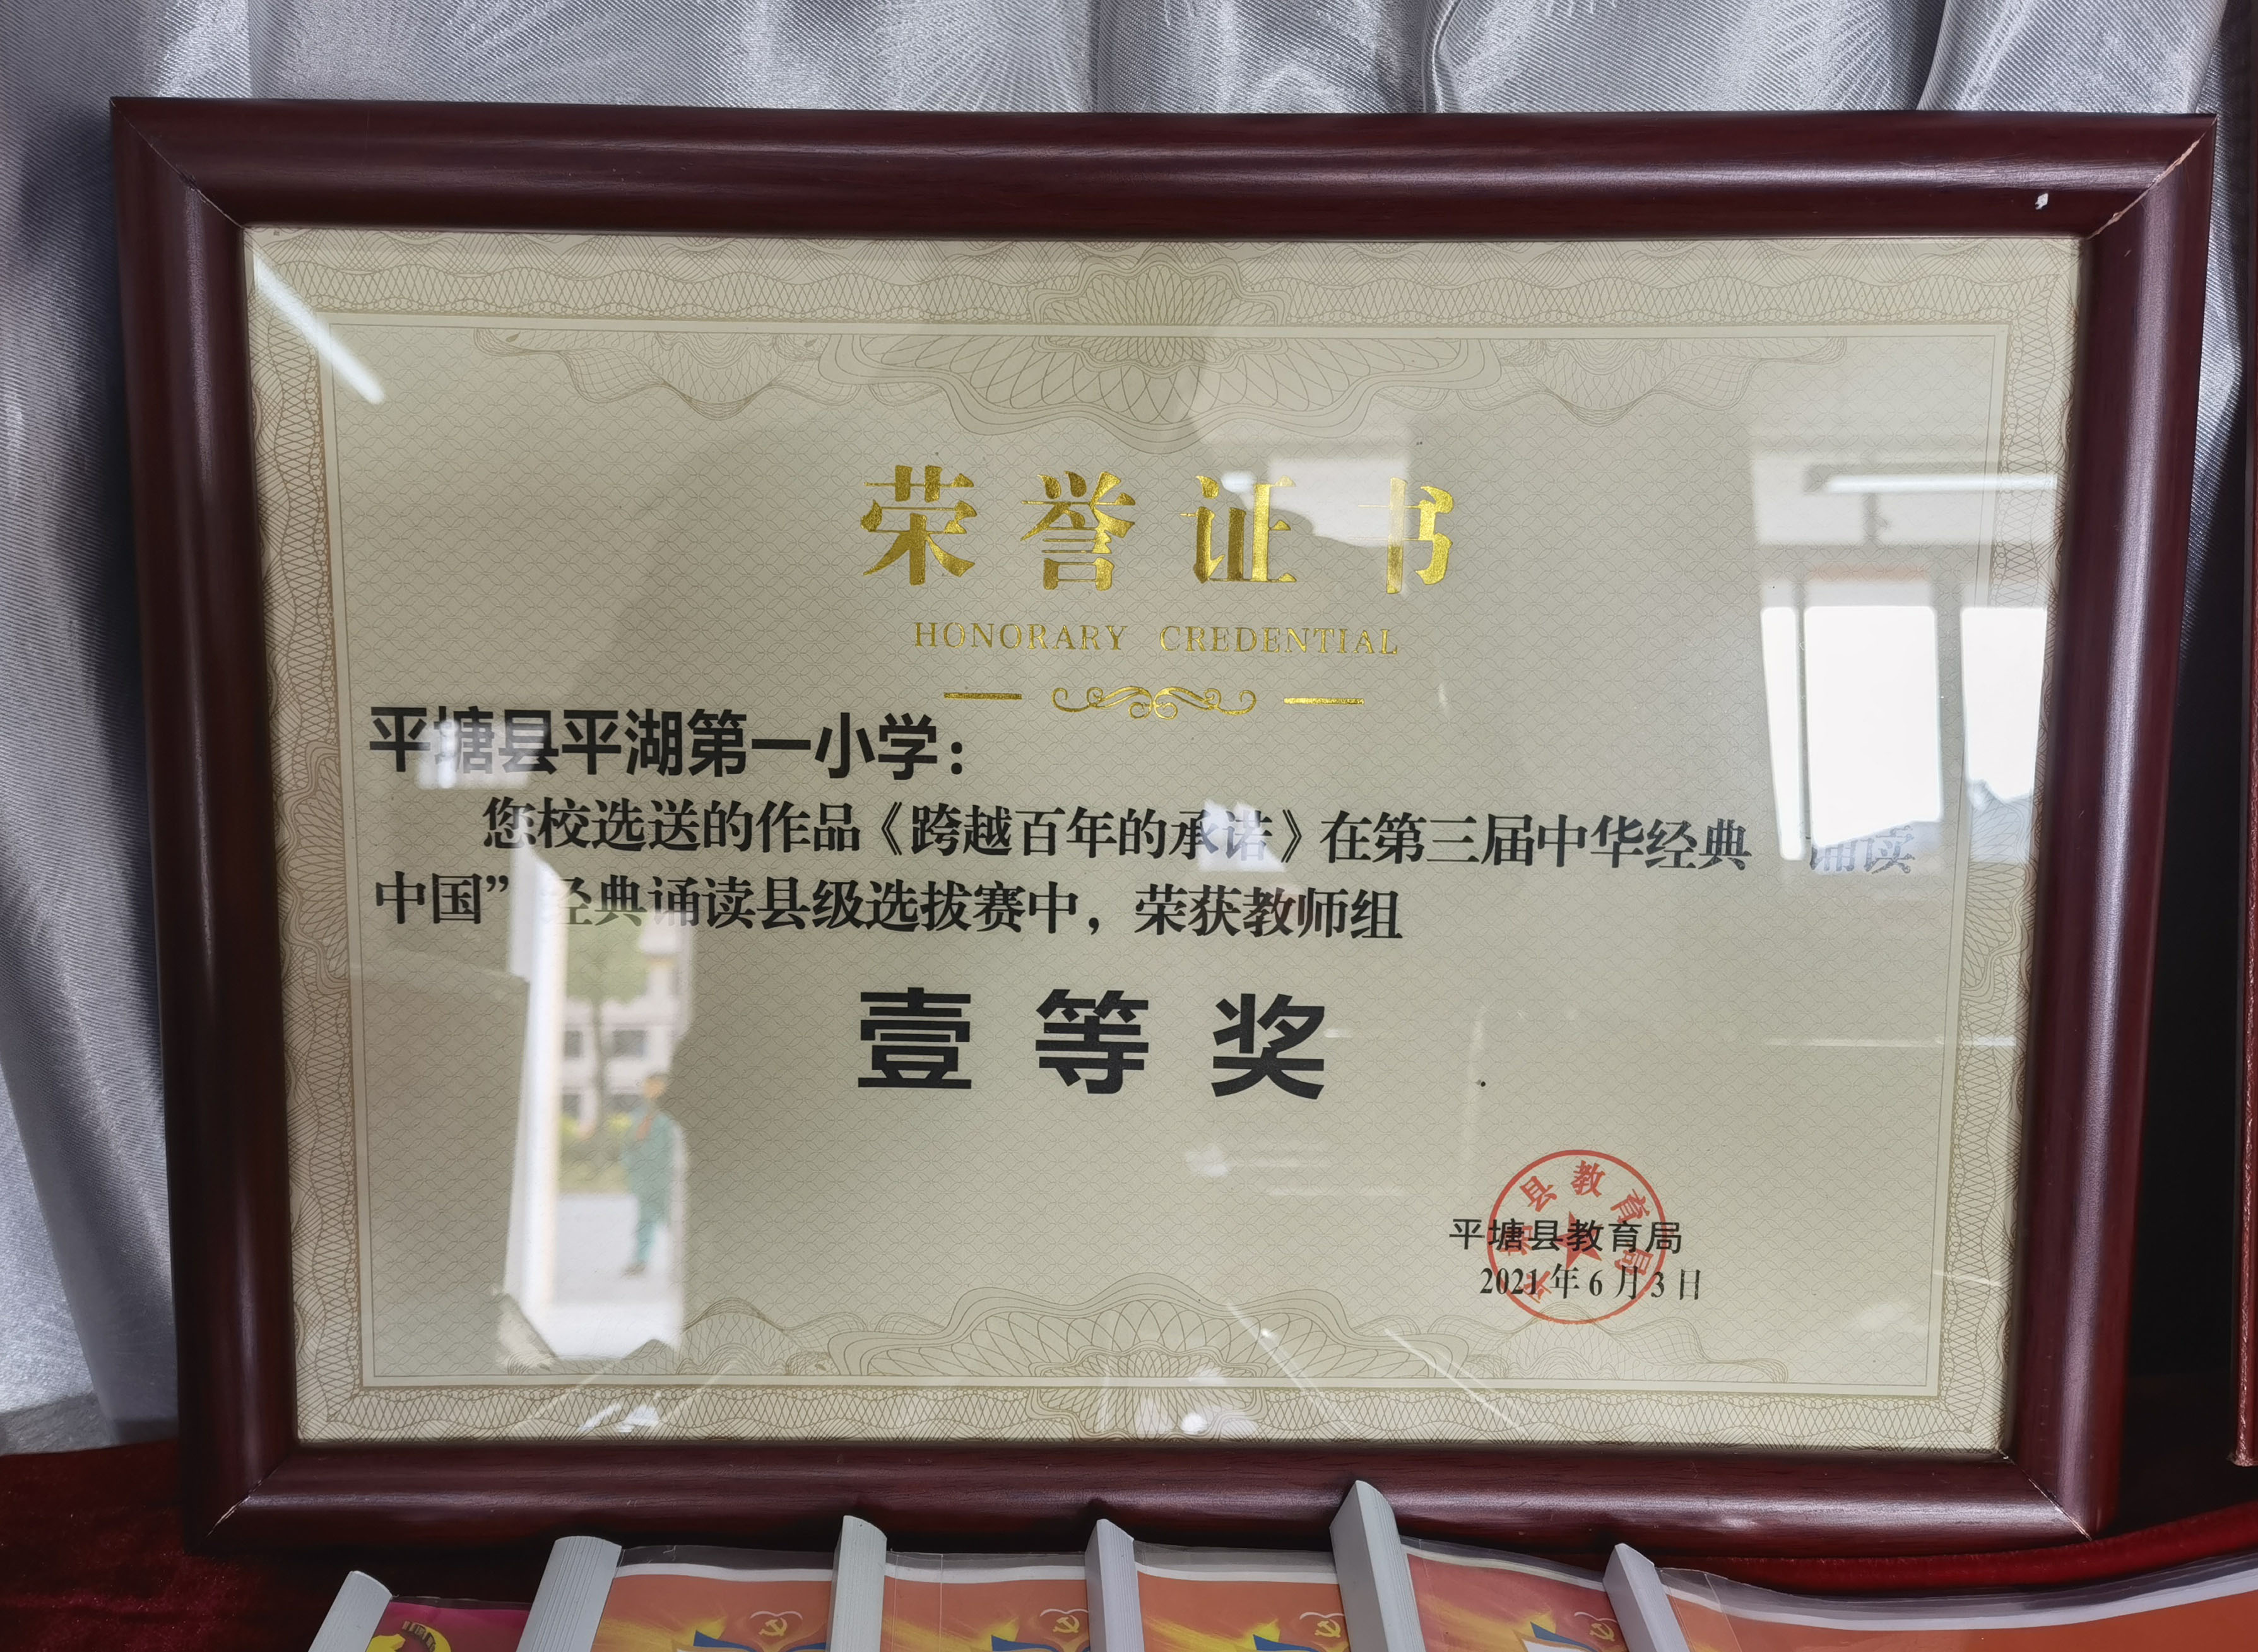 荣誉证书
HONORARY CREDENTIAL
平塘县平湖第一小学：
您校选送的作品《跨越百年的承诺》在第三届中华经典 诵读
中国”经典诵读县级选拔赛中，荣获教师组
壹等奖
平塘县教育局
2021年6月3日